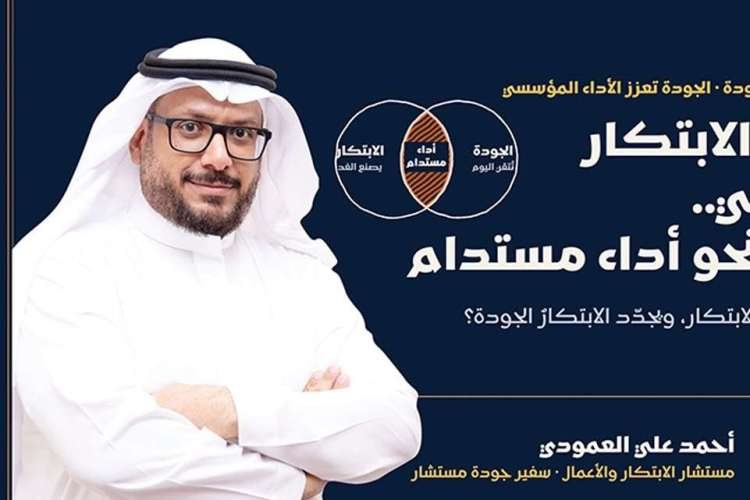 الجودة تعزز الأداء المؤسسي
الابتكار
نحو أداء مستدام
الابتكار، ويجدّد الابتكارُ الجودة؟
الجودة
تُتقن اليوم
أداء
مستدام
الابتكار
يصنع الغد
أحمد علي العمودي
مستشار الابتكار والأعمال · سفير جودة مستشار